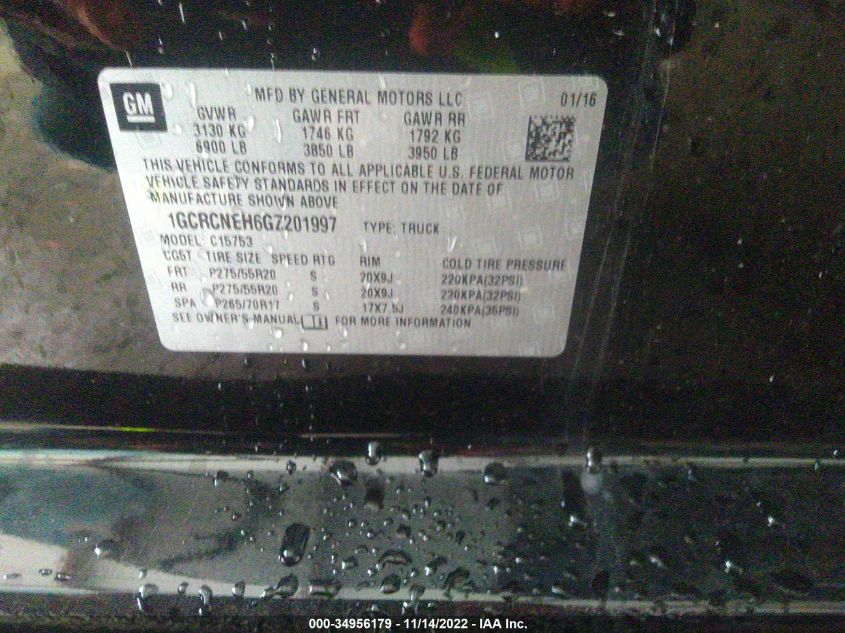 GM
MFD BY GENERAL MOTORS LLC 01/16
GVWR GAWR FRT GAWR RR
3130 KG 1746 KG 1792 KG
6900 LB 3850 LB 3950 LB
THIS VEHICLE CONFORMS TO ALL APPLICABLE U.S. FEDERAL MOTOR
VEHICLE SAFETY STANDARDS IN EFFECT ON THE DATE OF
MANUFACTURE SHOWN ABOVE
1GCRCNEH6GZ201997 TYPE: TRUCK
MODEL: C15753
CG5T TIRE SIZE SPEED RTG RIM COLD TIRE PRESSURE
FRT P275/55R20 S 20X9J 220KPA(32PSI)
RR P275/55R20 S 20X9J 220KPA(32PSI)
SPA P265/70R17 S 17X7.5J 240KPA(35PSI)
SEE OWNER'S MANUAL FOR MORE INFORMATION
000-34956179 - 11/14/2022 - IAA Inc.